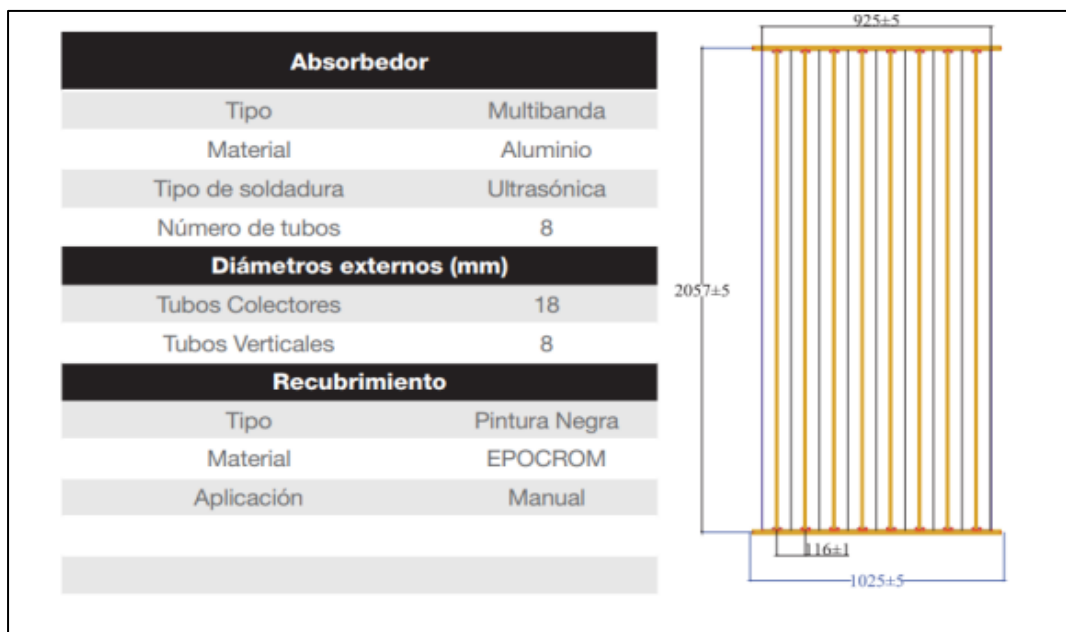 Absorbedor
Tipo Multibanda
Material Aluminio
Tipo de soldadura Ultrasónica
Número de tubos 8
Diámetros externos (mm)
Tubos Colectores 18
Tubos Verticales 8
Recubrimiento
Tipo Pintura Negra
Material EPOCROM
Aplicación Manual
925±5
2057±5
116±1
1025±5